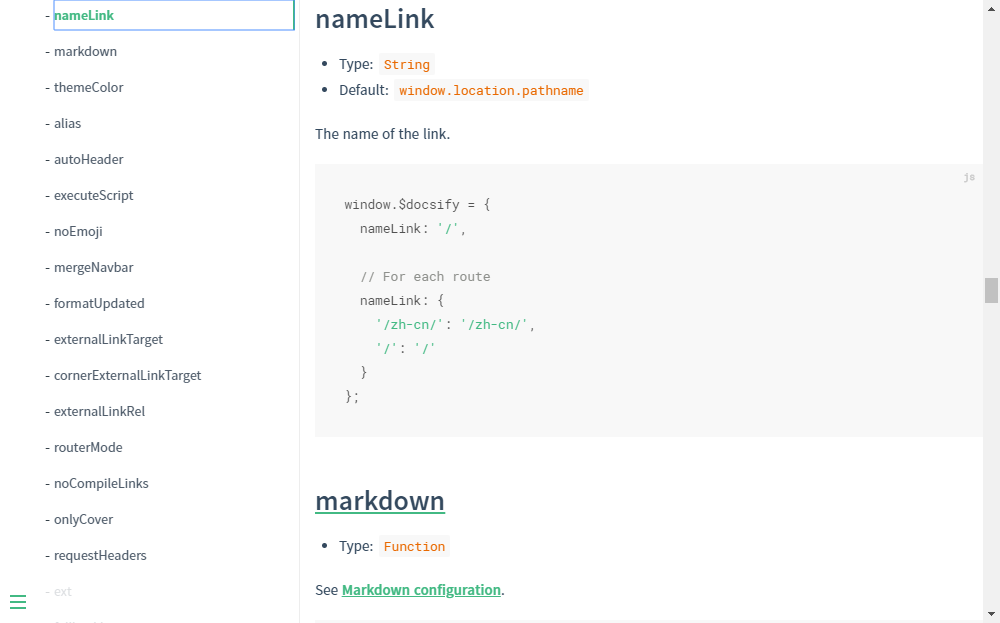 - nameLink
- markdown
- themeColor
- alias
- autoHeader
- executeScript
- noEmoji
- mergeNavbar
- formatUpdated
- externalLinkTarget
- cornerExternalLinkTarget
- externalLinkRel
- routerMode
- noCompileLinks
- onlyCover
- requestHeaders
- ext
nameLink
• Type: String
• Default: window.location.pathname
The name of the link.
js
window.$docsify = {
  nameLink: '/',

  // For each route
  nameLink: {
    '/zh-cn/': '/zh-cn/',
    '/': '/'
  }
};
markdown
• Type: Function
See Markdown configuration.